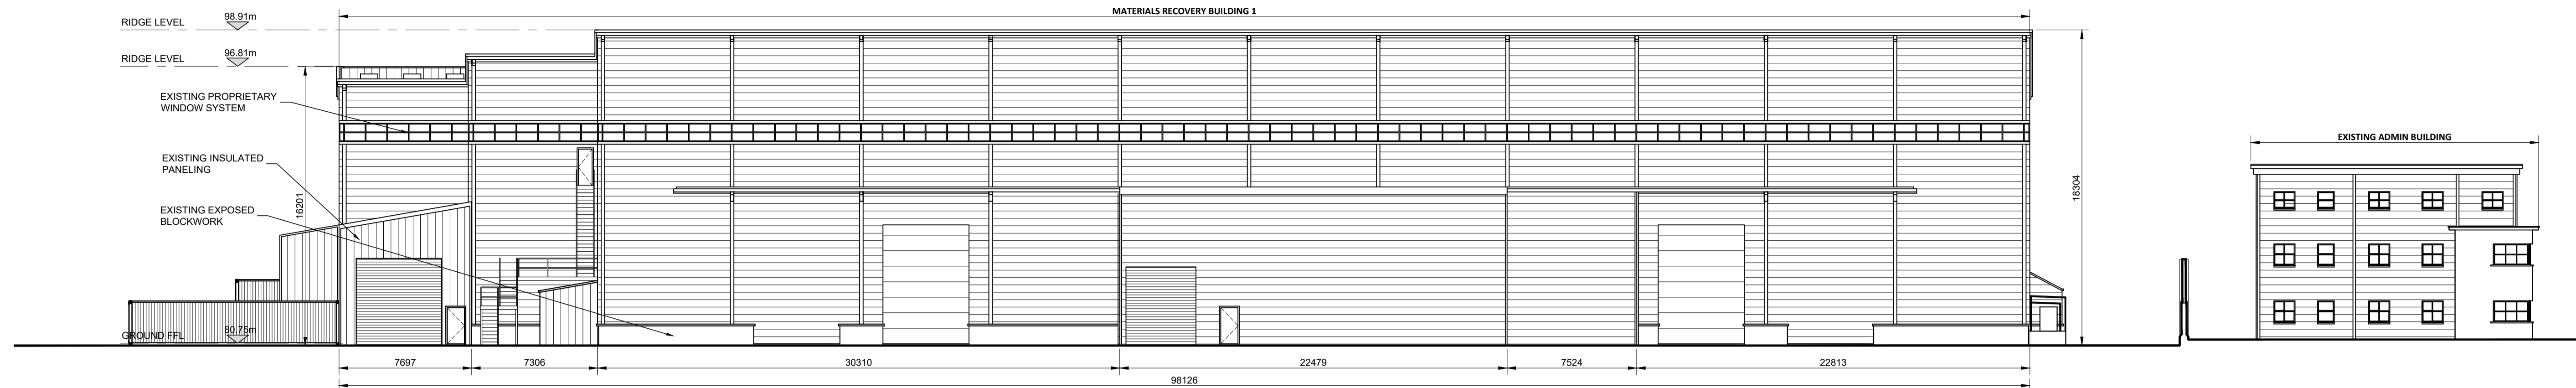 MATERIALS RECOVERY BUILDING 1
RIDGE LEVEL 98.91m
RIDGE LEVEL 96.81m
EXISTING PROPRIETARY
WINDOW SYSTEM
EXISTING ADMIN BUILDING
EXISTING INSULATED
PANELING
16201
18304
EXISTING EXPOSED
BLOCKWORK
GROUND FFL 80.75m
7697 7306 30310 22479 7524 22813
98126